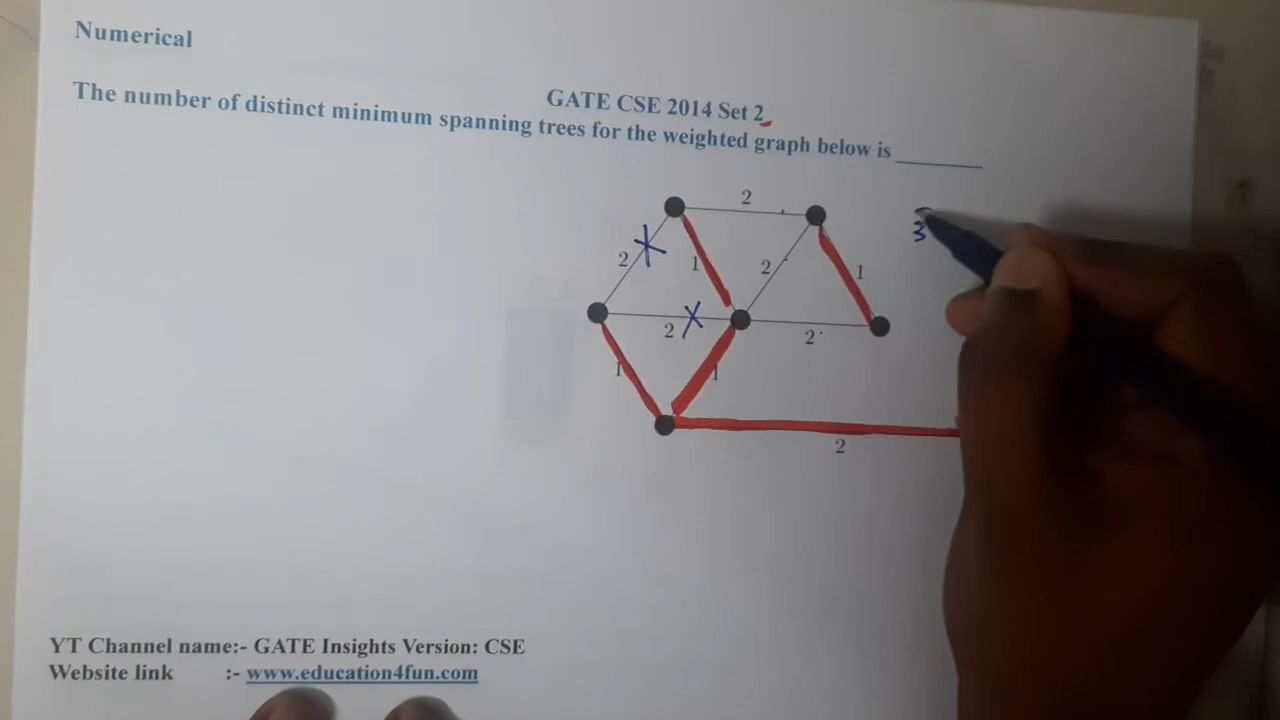 Numerical
GATE CSE 2014 Set 2
The number of distinct minimum spanning trees for the weighted graph below is ________
2
2
1
2
1
2
2
1
1
2
3
YT Channel name:- GATE Insights Version: CSE
Website link :- www.education4fun.com